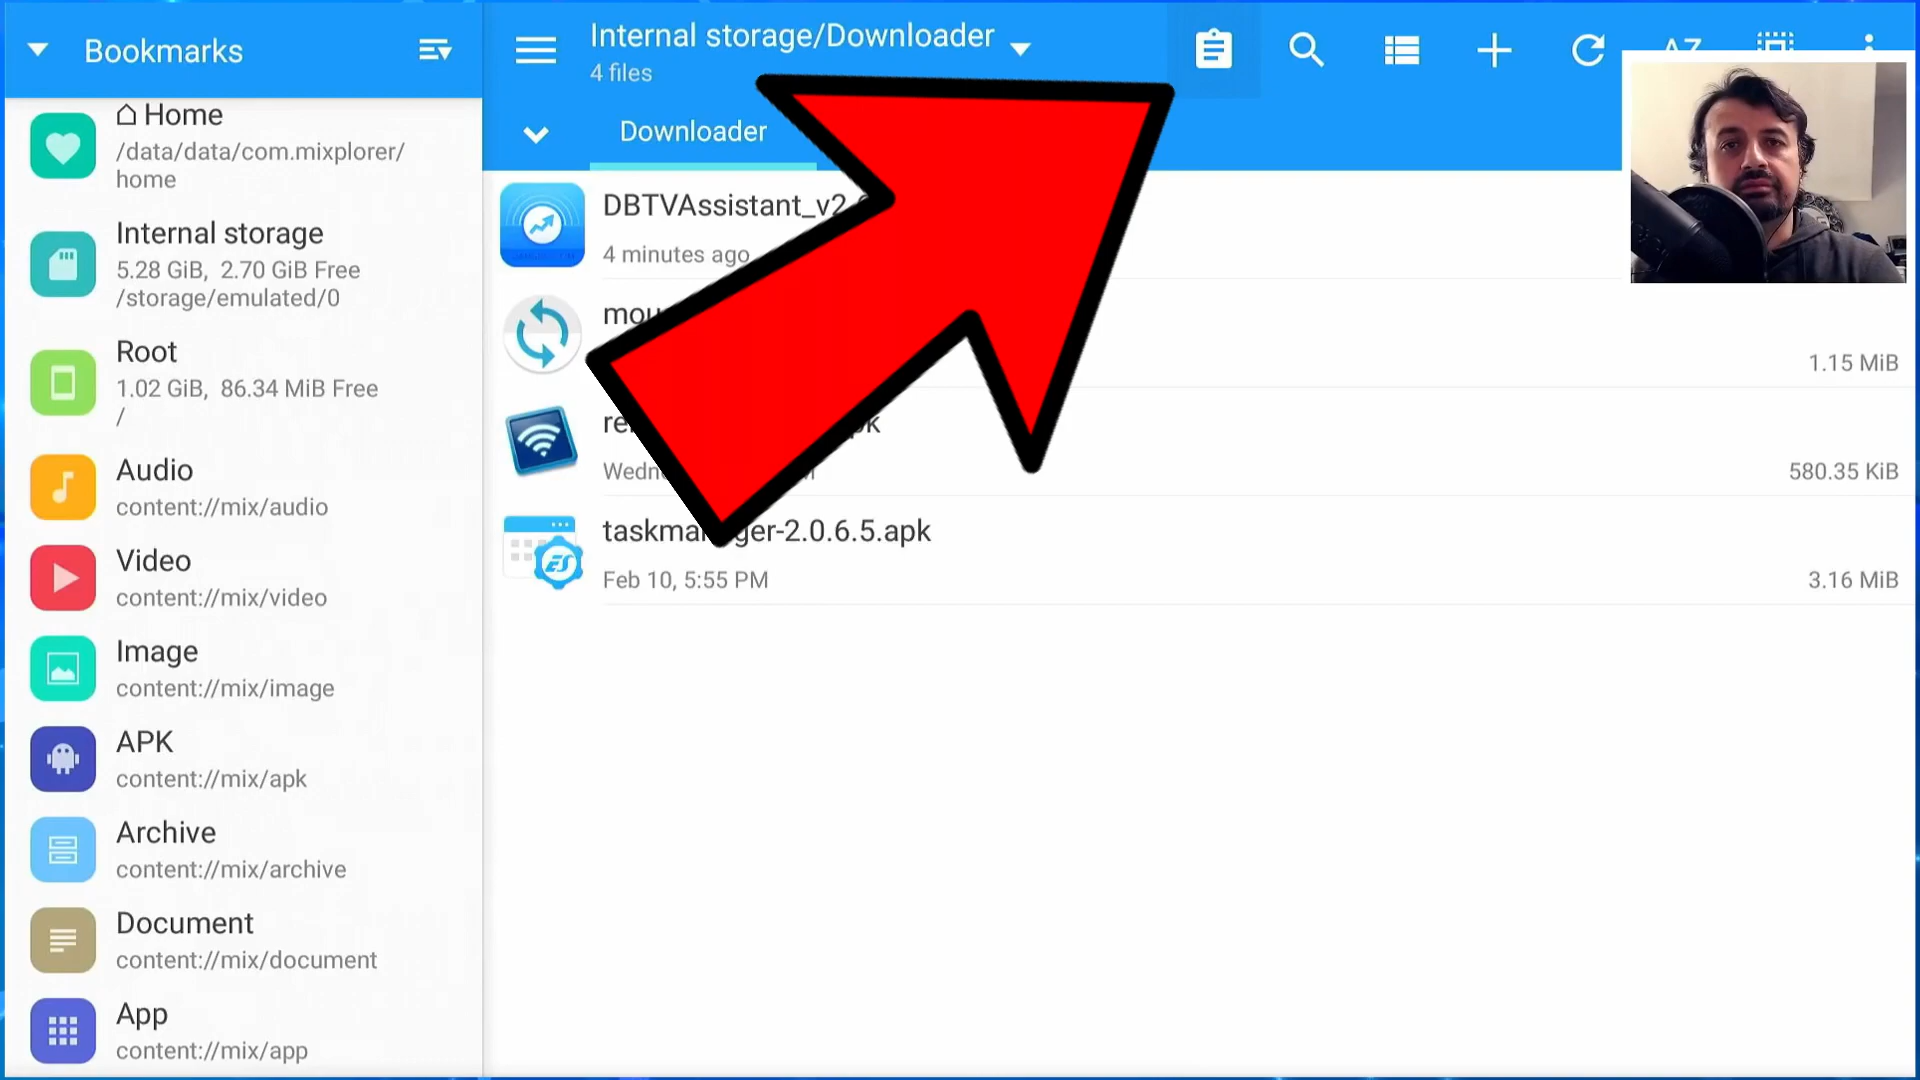 Bookmarks
Home
/data/data/com.mixplorer/
home
Internal storage
5.28 GiB, 2.70 GiB Free
/storage/emulated/0
Root
1.02 GiB, 86.34 MiB Free
/
Audio
content://mix/audio
Video
content://mix/video
Image
content://mix/image
APK
content://mix/apk
Archive
content://mix/archive
Document
content://mix/document
App
content://mix/app
Internal storage/Downloader
4 files
AZ
Downloader
DBTVAssistant_v2
4 minutes ago
1.15 MiB
580.35 KiB
taskmanager-2.0.6.5.apk
Feb 10, 5:55 PM
3.16 MiB